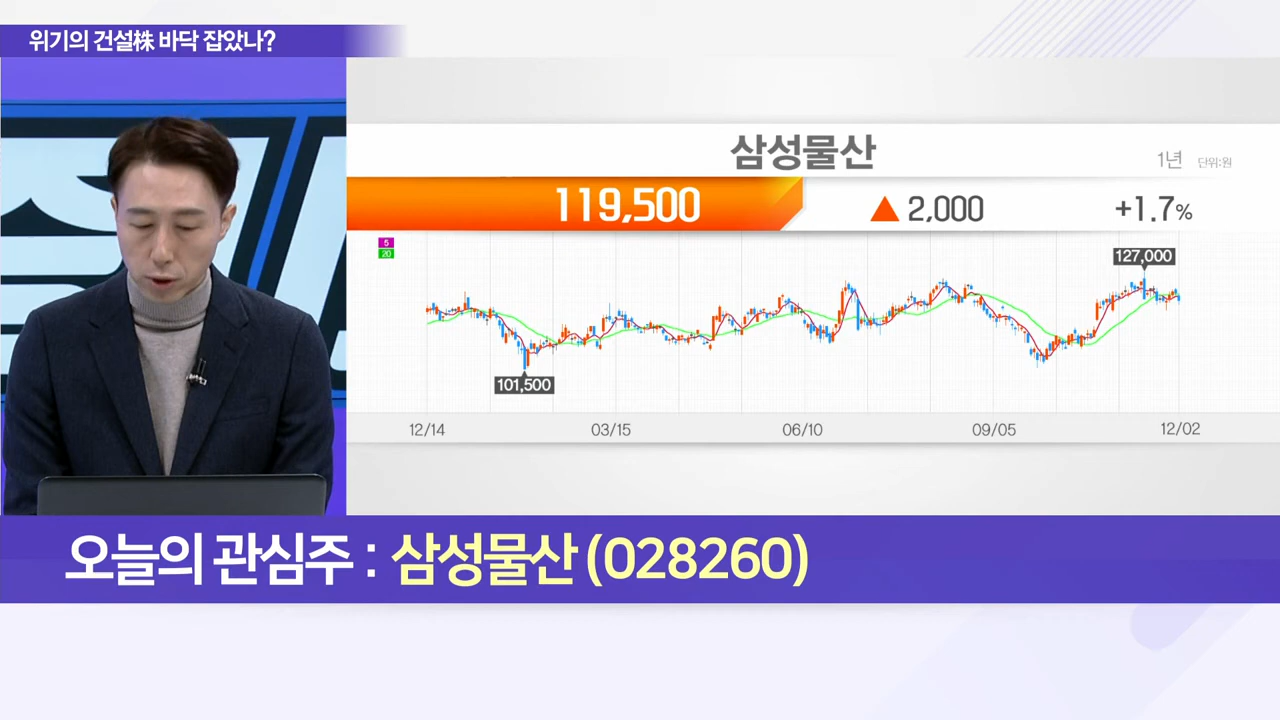 위기의 건설株 바닥 잡았나?
삼성물산
1년 단위:원
119,500 ▲ 2,000 +1.7%
5
20
127,000
101,500
12/14 03/15 06/10 09/05 12/02
오늘의 관심주 : 삼성물산 (028260)